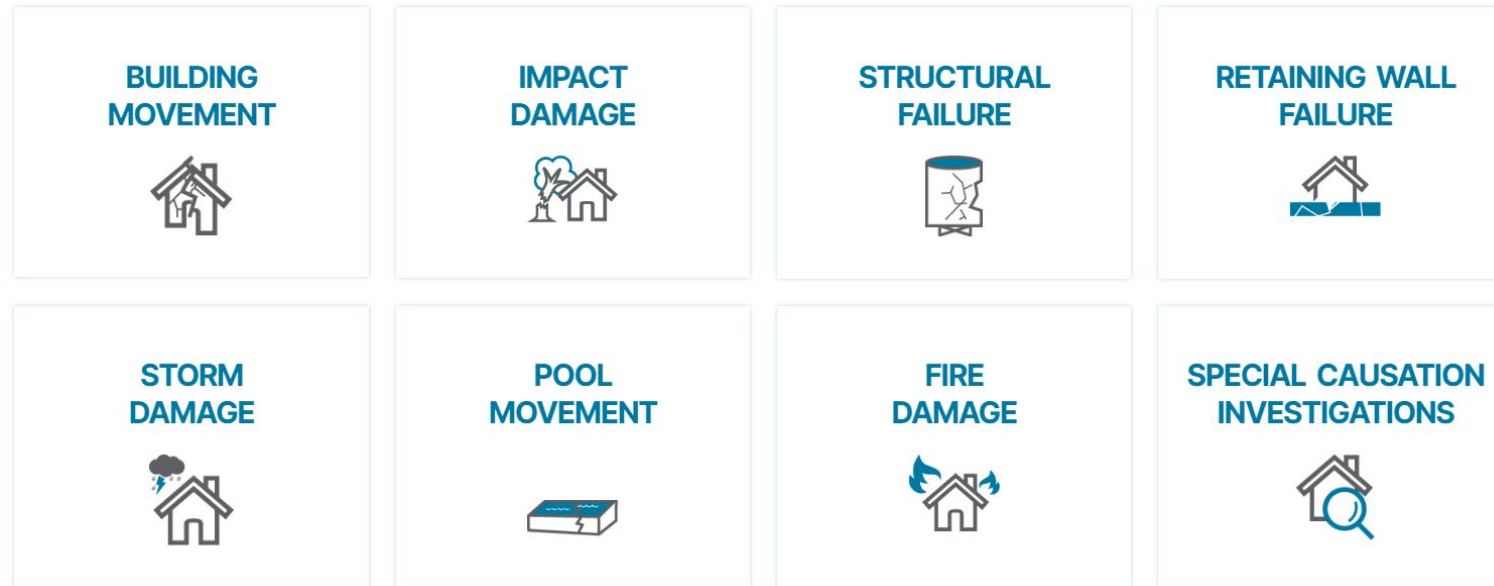 BUILDING
MOVEMENT
IMPACT
DAMAGE
STRUCTURAL
FAILURE
RETAINING WALL
FAILURE
STORM
DAMAGE
POOL
MOVEMENT
FIRE
DAMAGE
SPECIAL CAUSATION
INVESTIGATIONS